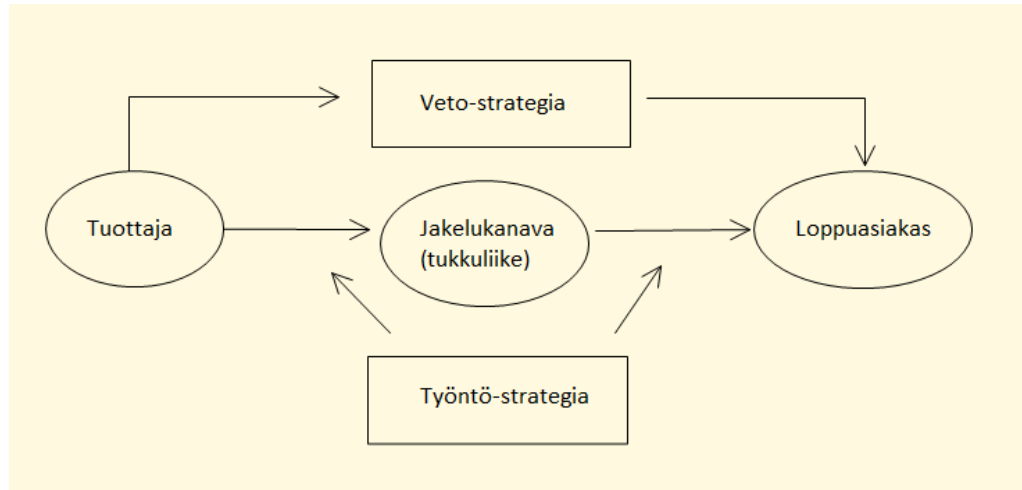 Veto-strategia
Tuottaja
Jakelukanava
(tukkuliike)
Loppuasiakas
Työntö-strategia